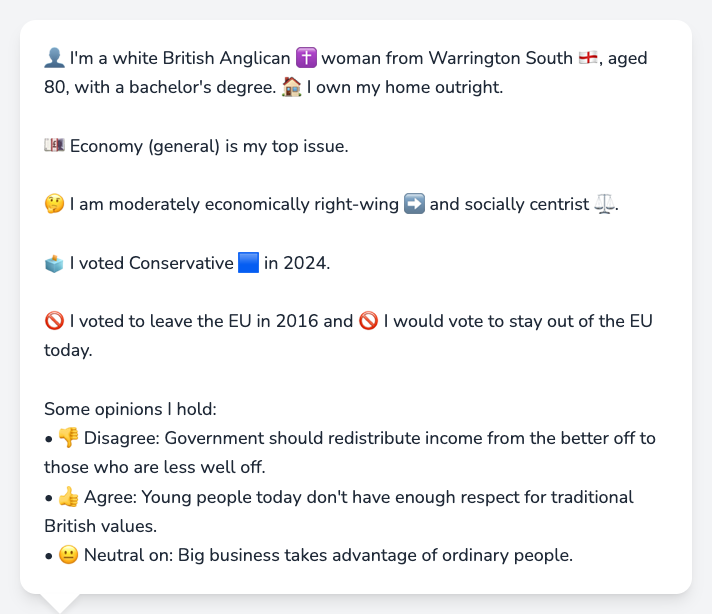 👤 I'm a white British Anglican ✝️ woman from Warrington South 🏴󠁧󠁢󠁥󠁮󠁧󠁿, aged
80, with a bachelor's degree. 🏠 I own my home outright.
💷 Economy (general) is my top issue.
🤔 I am moderately economically right-wing ➡️ and socially centrist ⚖️.
🗳️ I voted Conservative 🟦 in 2024.
🚫 I voted to leave the EU in 2016 and 🚫 I would vote to stay out of the EU
today.
Some opinions I hold:
• 👎 Disagree: Government should redistribute income from the better off to
those who are less well off.
• 👍 Agree: Young people today don't have enough respect for traditional
British values.
• 😐 Neutral on: Big business takes advantage of ordinary people.